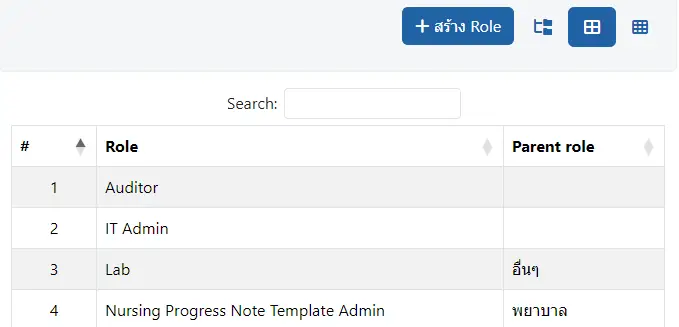 สร้าง Role
Search:
# Role Parent role
1 Auditor
2 IT Admin
3 Lab อื่นๆ
4 Nursing Progress Note Template Admin พยาบาล